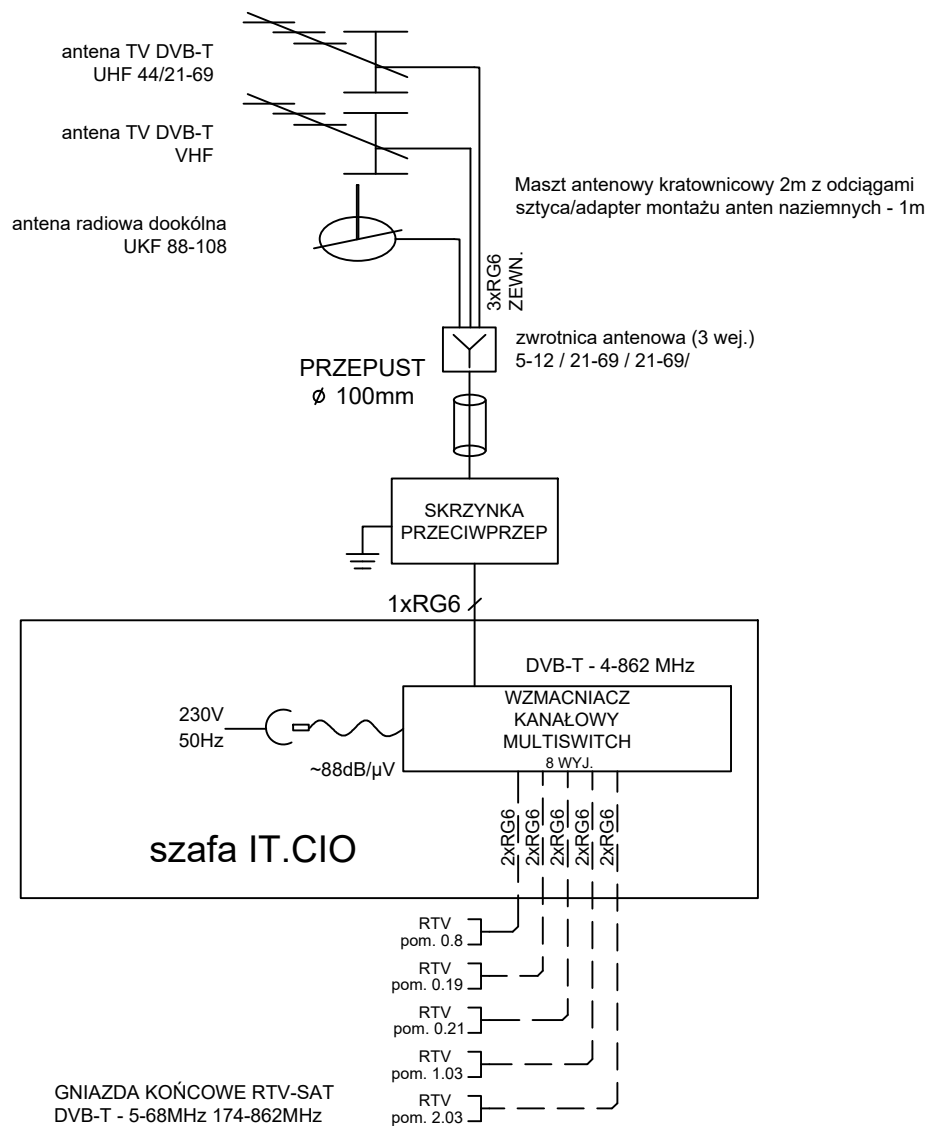 antena TV DVB-T
UHF 44/21-69
antena TV DVB-T
VHF
Maszt antenowy kratownicowy 2m z odciągami
sztyca/adapter montażu anten naziemnych - 1m
antena radiowa dookólna
UKF 88-108
3xRG6
ZEWN.
zwrotnica antenowa (3 wej.)
5-12 / 21-69 / 21-69/
PRZEPUST
ø 100mm
SKRZYNKA
PRZECIWPRZEP
1xRG6
DVB-T - 4-862 MHz
WZMACNIACZ
KANAŁOWY
MULTISWITCH
8 WYJ.
230V
50Hz
~88dB/µV
2xRG6
2xRG6
2xRG6
2xRG6
2xRG6
szafa IT.CIO
RTV
pom. 0.8
RTV
pom. 0.19
RTV
pom. 0.21
RTV
pom. 1.03
RTV
pom. 2.03
GNIAZDA KOŃCOWE RTV-SAT
DVB-T - 5-68MHz 174-862MHz